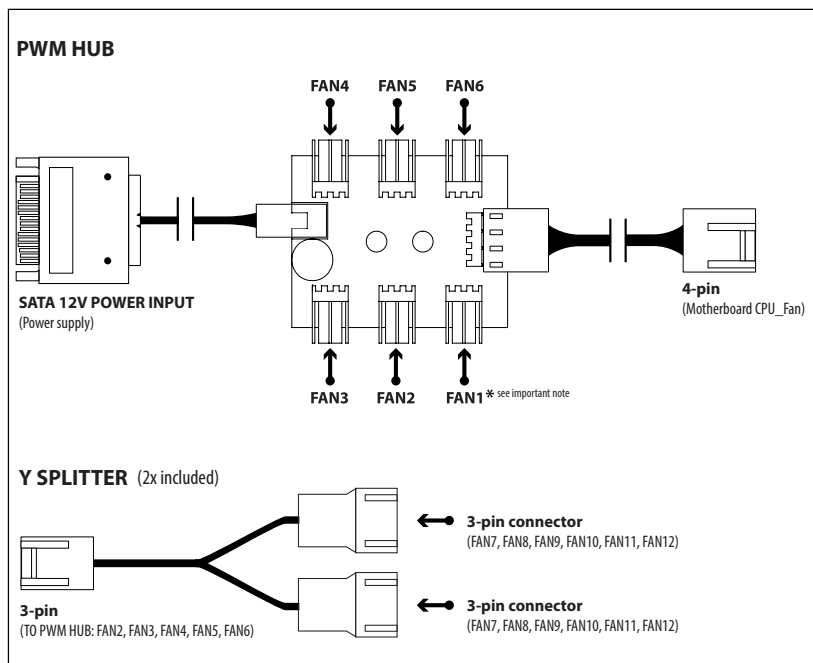 PWM HUB
FAN4
FAN5
FAN6
SATA 12V POWER INPUT
(Power supply)
4-pin
(Motherboard CPU_Fan)
FAN3
FAN2
FAN1* see important note
Y SPLITTER (2x included)
3-pin connector
(FAN7, FAN8, FAN9, FAN10, FAN11, FAN12)
3-pin
(TO PWM HUB: FAN2, FAN3, FAN4, FAN5, FAN6)
3-pin connector
(FAN7, FAN8, FAN9, FAN10, FAN11, FAN12)